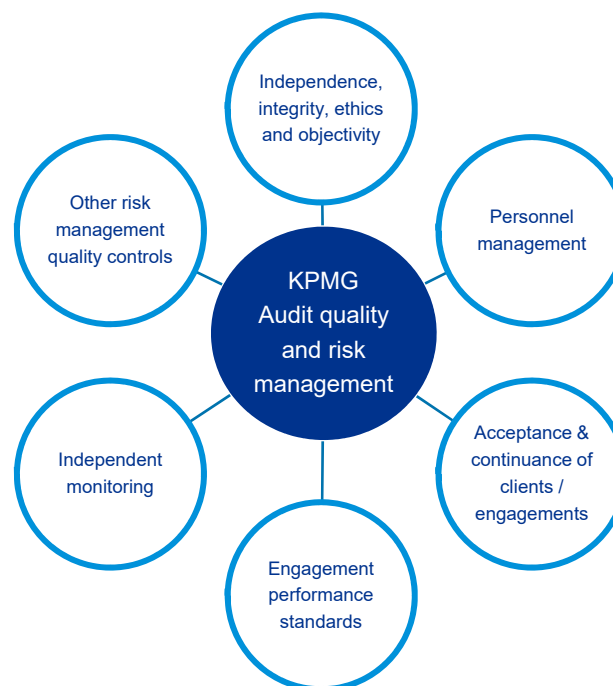 Independence,
integrity, ethics
and objectivity
Other risk
management
quality controls
Personnel
management
KPMG
Audit quality
and risk
management
Independent
monitoring
Acceptance &
continuance of
clients /
engagements
Engagement
performance
standards